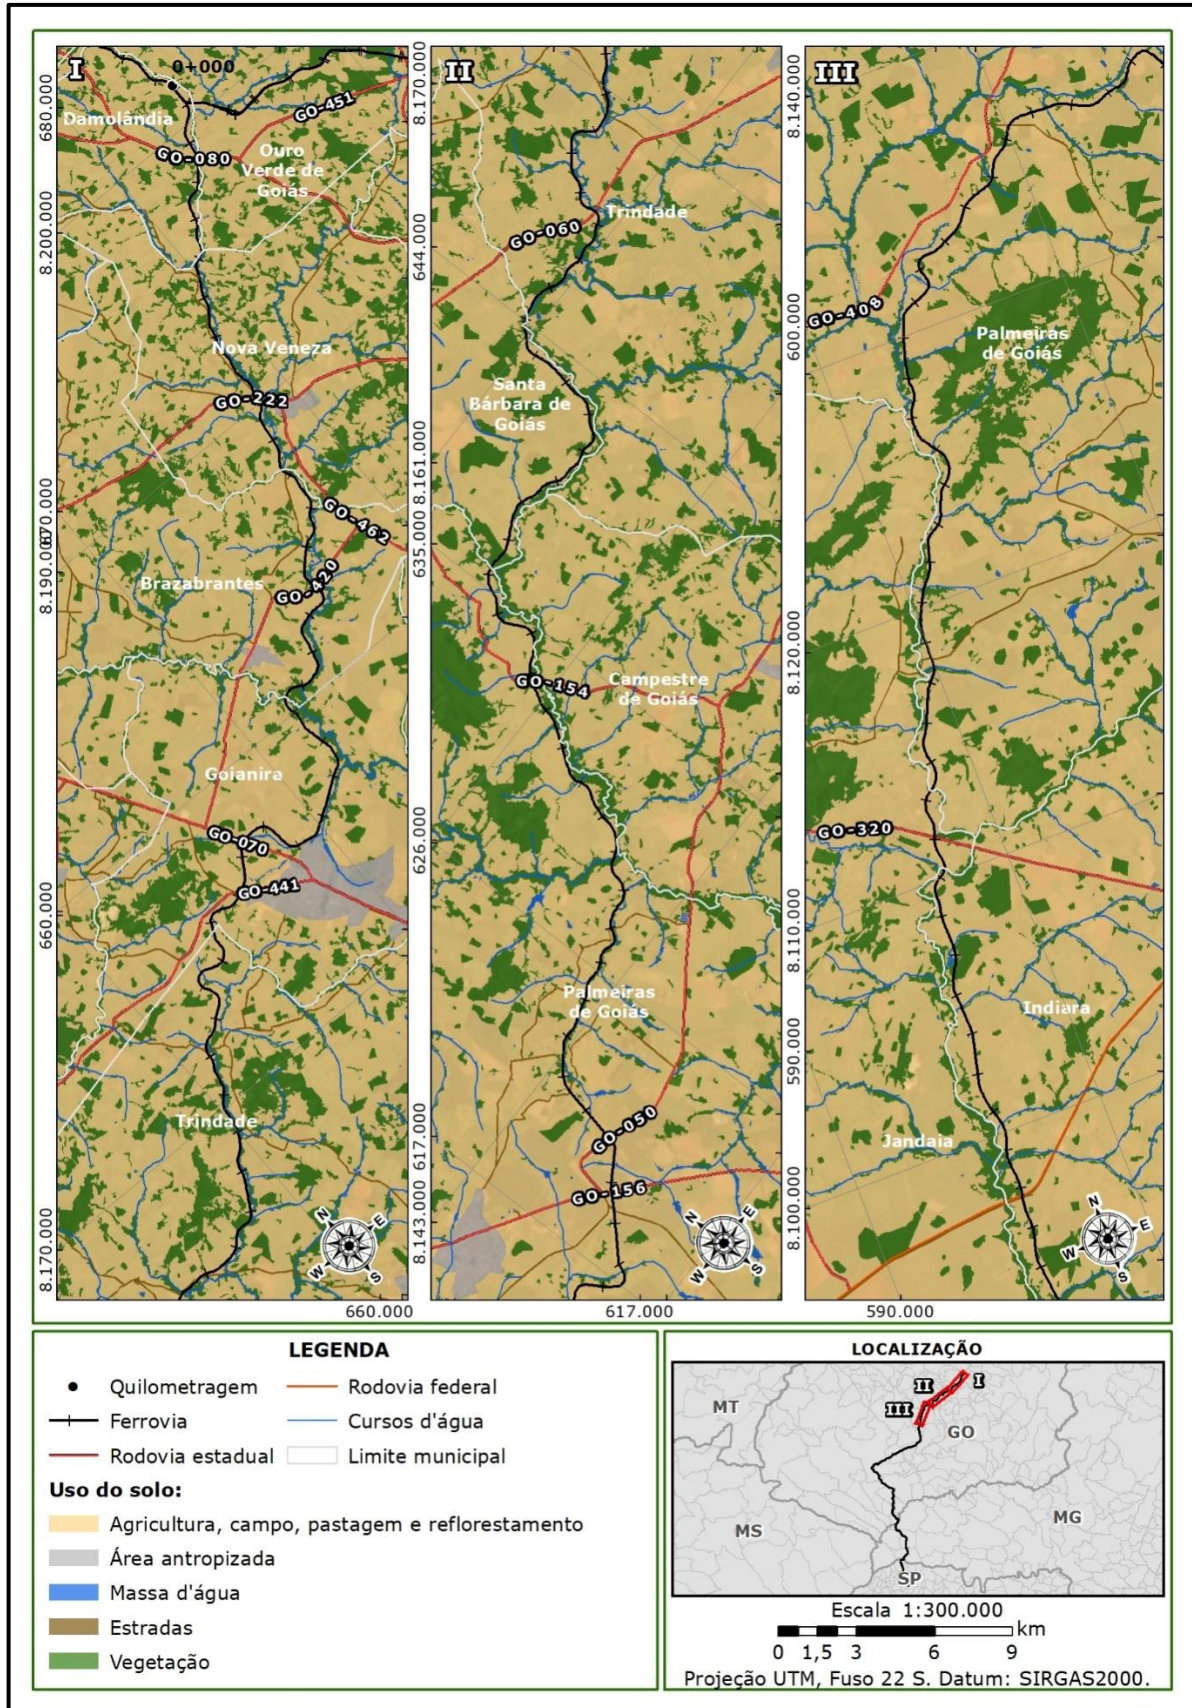 I
0+000
680.000
Damolândia
GO-451
GO-080
Ouro
Verde de
Goiás
8.200.000
Nova Veneza
GO-222
GO-462
8.190.000
GO-420
Brazabrantes
Goianira
GO-070
GO-441
660.000
Trindade
8.170.000
660.000
N
E
W
S
II
8.170.000
Trindade
GO-060
644.000
Santa
Bárbara de
Goiás
8.161.000
635.000
GO-154
Campestre
de Goiás
626.000
Palmeiras
de Goiás
GO-050
617.000
GO-156
8.143.000
617.000
N
E
W
S
III
8.140.000
GO-408
600.000
Palmeiras
de Goiás
8.120.000
GO-320
8.110.000
Indiara
590.000
Jandaia
8.100.000
590.000
N
E
W
S
LEGENDA
Quilometragem
Rodovia federal
Ferrovia
Cursos d'água
Rodovia estadual
Limite municipal
Uso do solo:
Agricultura, campo, pastagem e reflorestamento
Área antropizada
Massa d'água
Estradas
Vegetação
LOCALIZAÇÃO
I
II
III
MT
GO
MS
MG
SP
Escala 1:300.000
km
0 1,5 3 6 9
Projeção UTM, Fuso 22 S. Datum: SIRGAS2000.